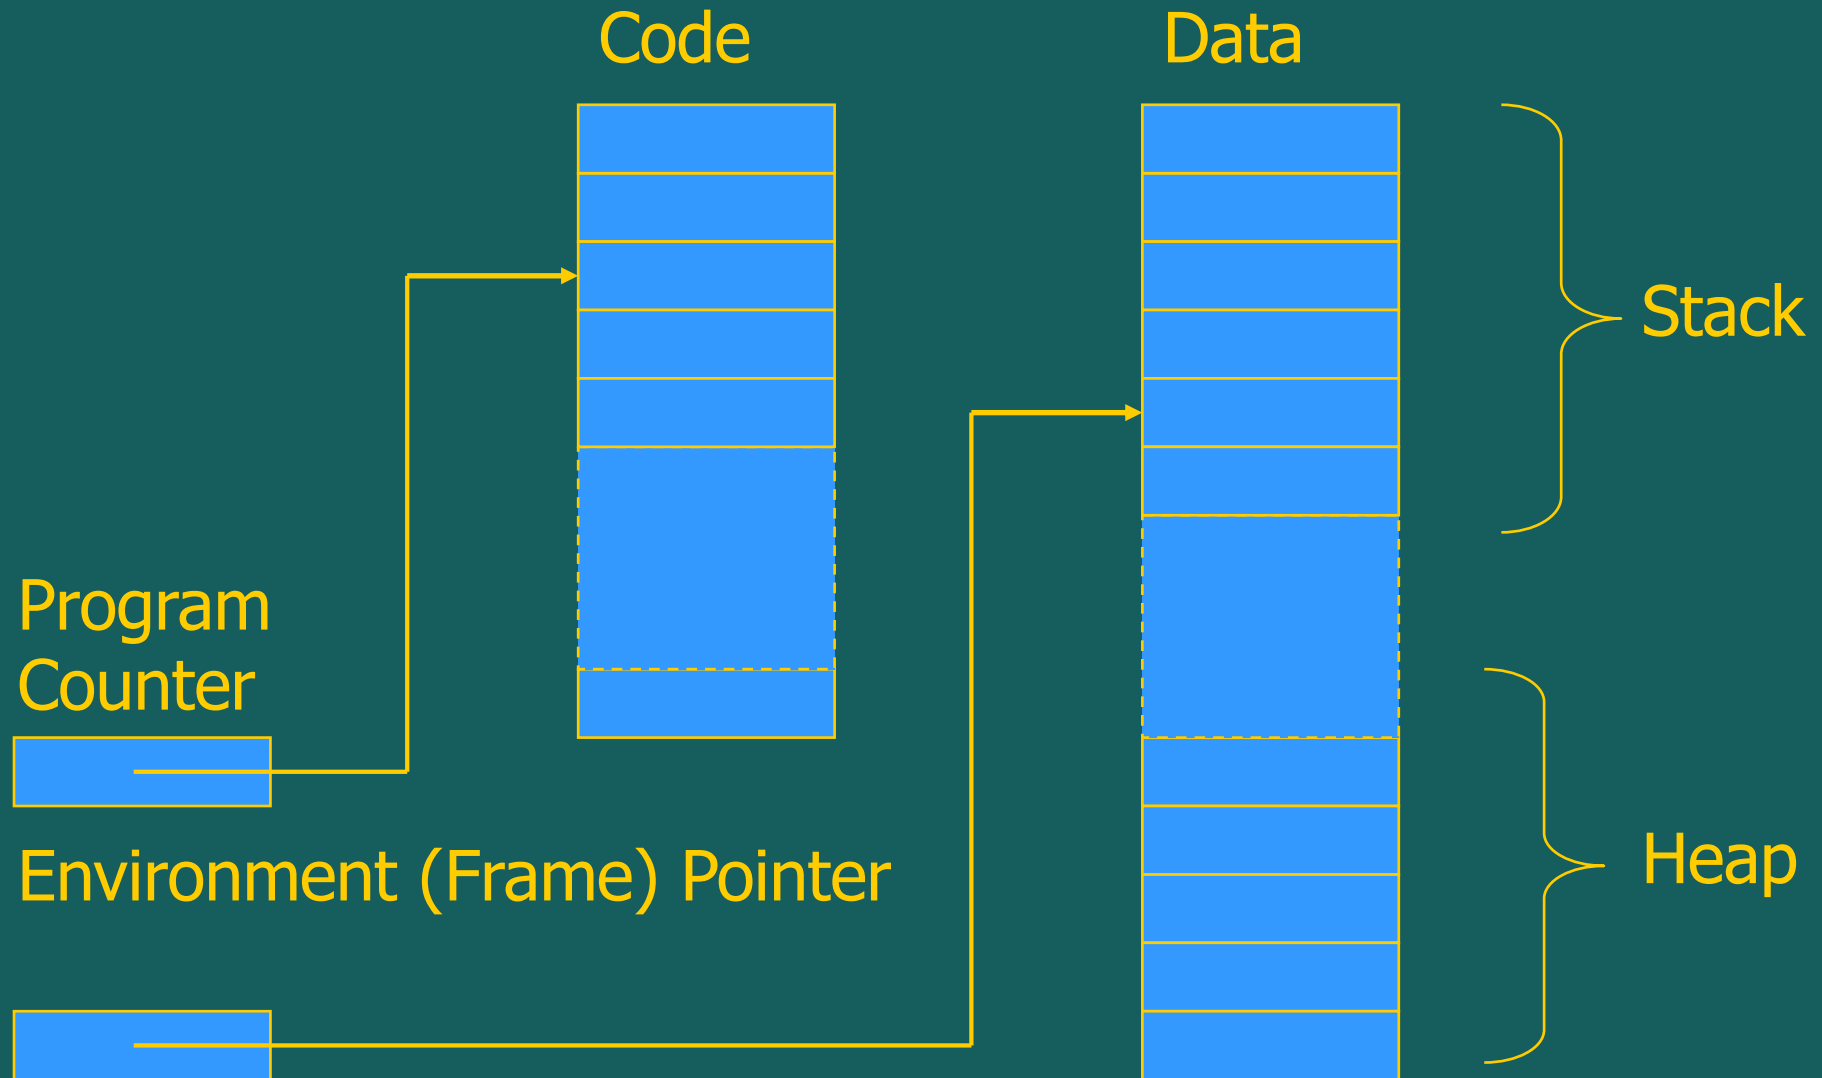 Code
Data
Stack
Program
Counter
Environment (Frame) Pointer
Heap